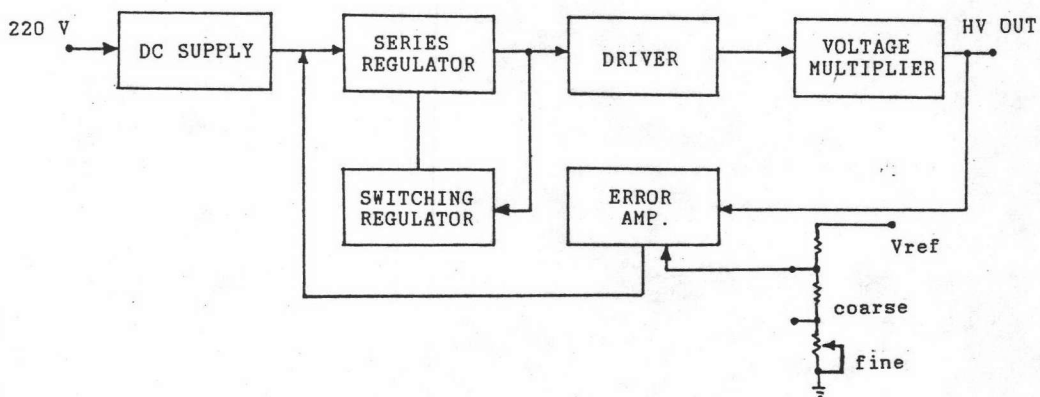 220 V
DC SUPPLY
SERIES
REGULATOR
DRIVER
VOLTAGE
MULTIPLIER
HV OUT
SWITCHING
REGULATOR
ERROR
AMP.
Vref
coarse
fine